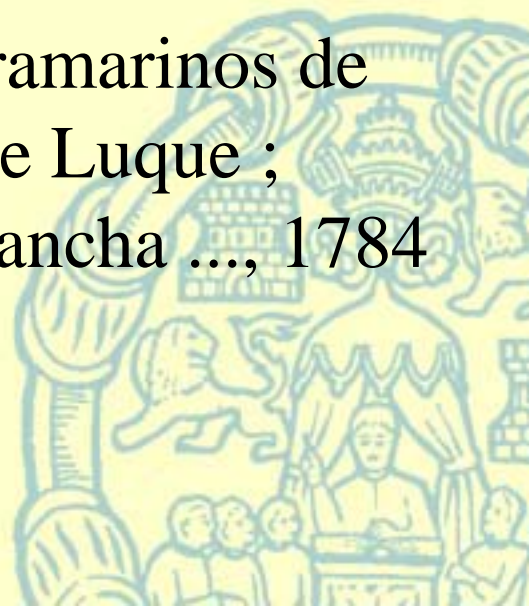 ramarinos de
e Luque ;
ancha ..., 1784